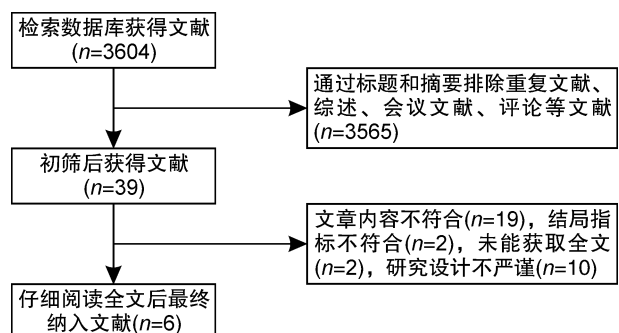 检索数据库获得文献
(n=3604)
通过标题和摘要排除重复文献、
综述、会议文献、评论等文献
(n=3565)
初筛后获得文献
(n=39)
文章内容不符合(n=19)，结局指
标不符合(n=2)，未能获取全文
(n=2)，研究设计不严谨(n=10)
仔细阅读全文后最终
纳入文献(n=6)